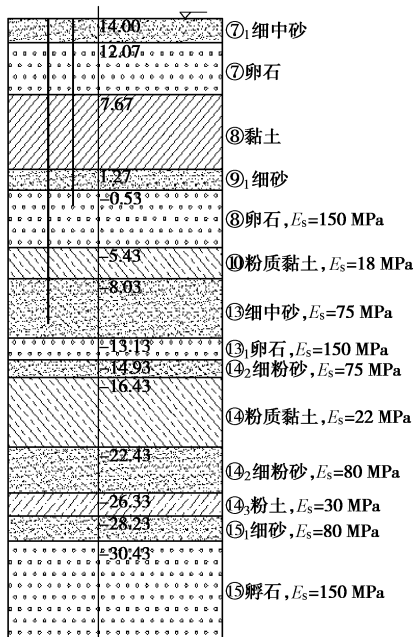 14.00
⑦₁细中砂
12.07
⑦卵石
7.67
⑧黏土
1.27
⑨₁细砂
-0.53
⑧卵石,Es=150 MPa
-5.43
⑩粉质黏土,Es=18 MPa
-8.03
⑬细中砂,Es=75 MPa
-13.13
⑬₁卵石,Es=150 MPa
-14.93
⑭₂细粉砂,Es=75 MPa
-16.43
⑭粉质黏土,Es=22 MPa
-22.43
⑭₂细粉砂,Es=80 MPa
-26.33
⑭₃粉土,Es=30 MPa
-28.23
⑮₁细砂,Es=80 MPa
-30.43
⑮孵石,Es=150 MPa